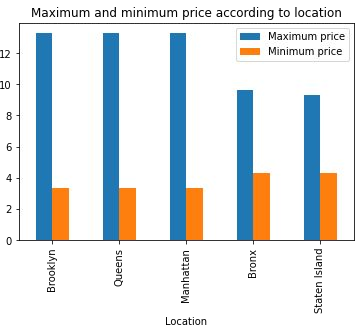 Maximum and minimum price according to location
Maximum price
Minimum price
12
10
8
6
4
2
0
Brooklyn
Queens
Manhattan
Bronx
Staten Island
Location